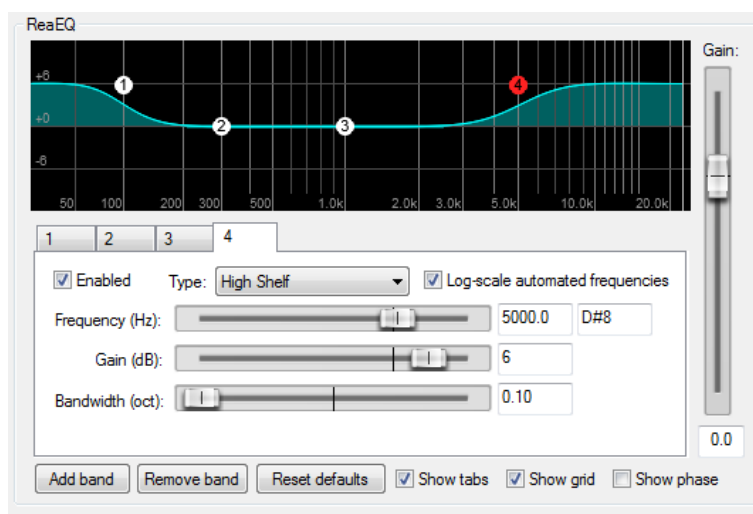 ReaEQ
Gain:
+6
+0
-6
50 100 200 300 500 1.0k 2.0k 3.0k 5.0k 10.0k 20.0k
1 2 3 4
1 2 3 4
Enabled Type: High Shelf Log-scale automated frequencies
Frequency (Hz): 5000.0 D#8
Gain (dB): 6
Bandwidth (oct): 0.10
0.0
Add band Remove band Reset defaults Show tabs Show grid Show phase